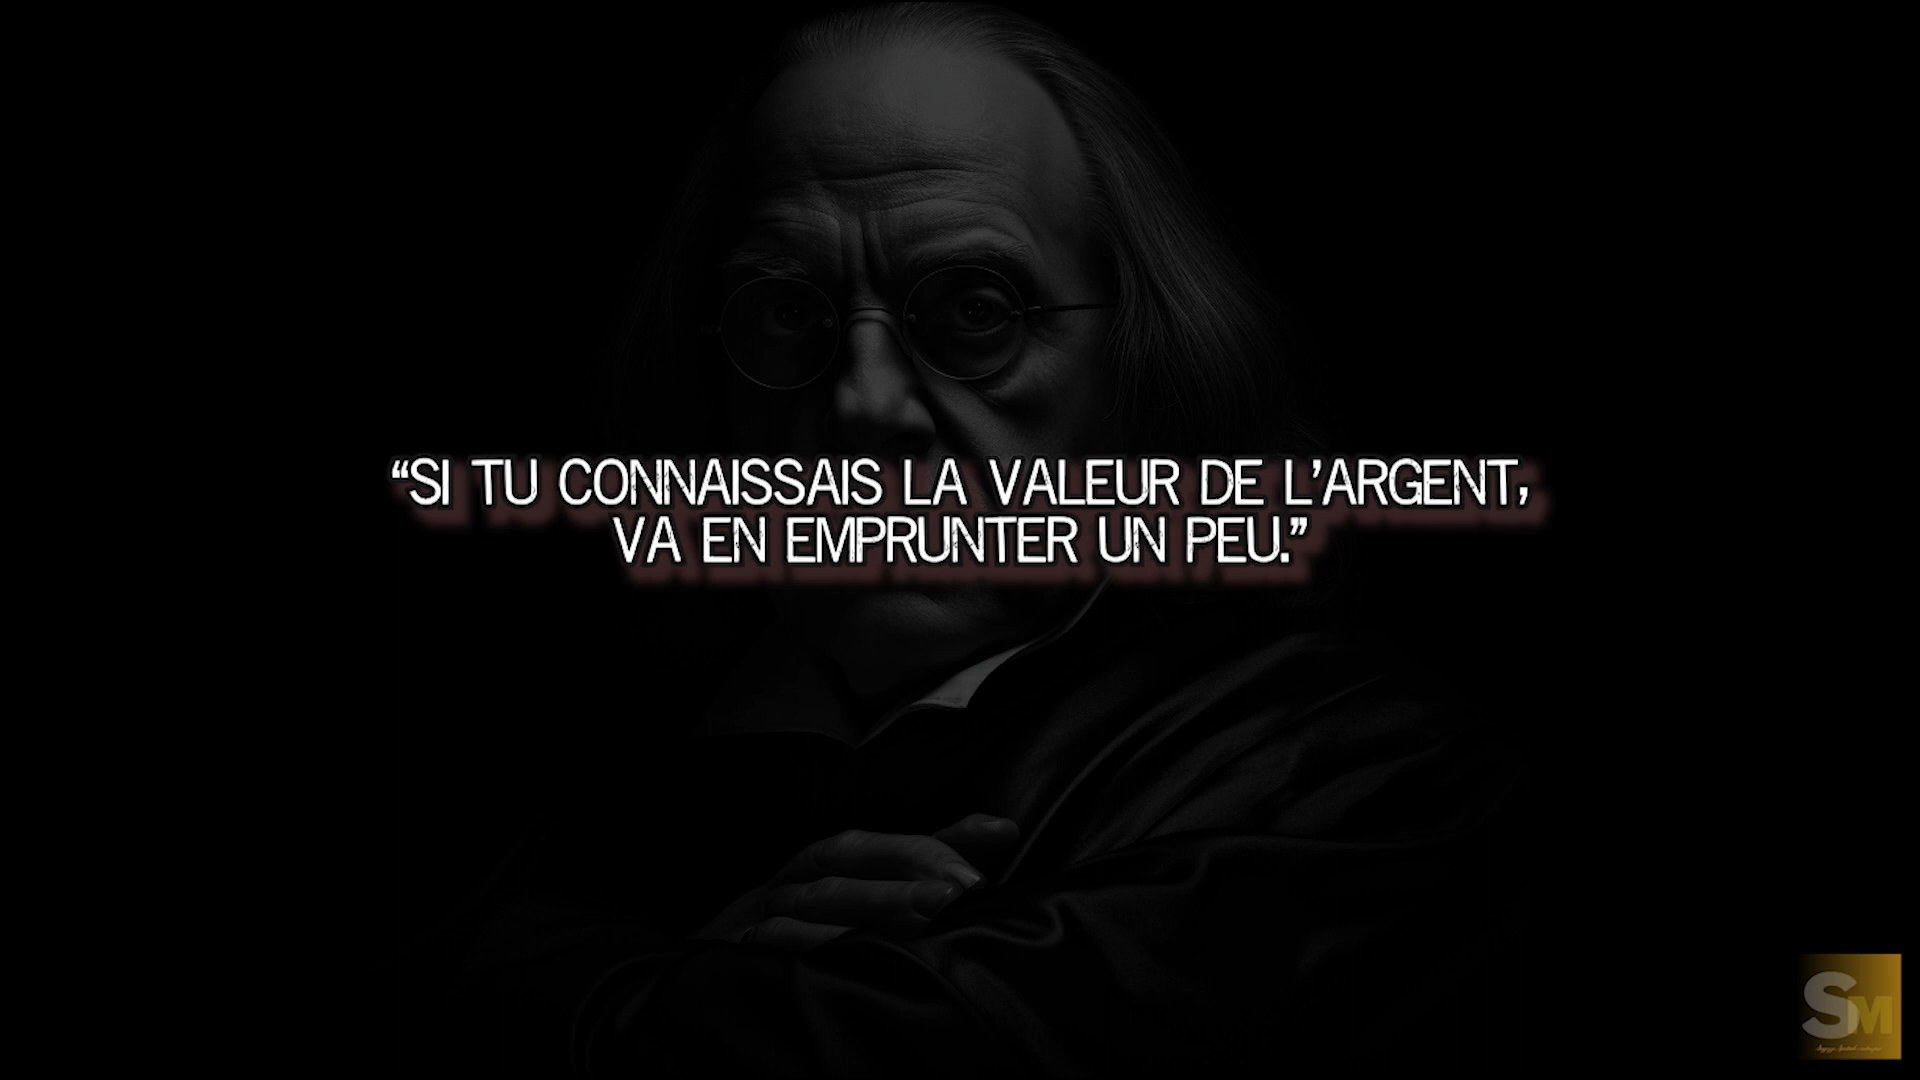 “SI TU CONNAISSAIS LA VALEUR DE L’ARGENT,
VA EN EMPRUNTER UN PEU.”
SM